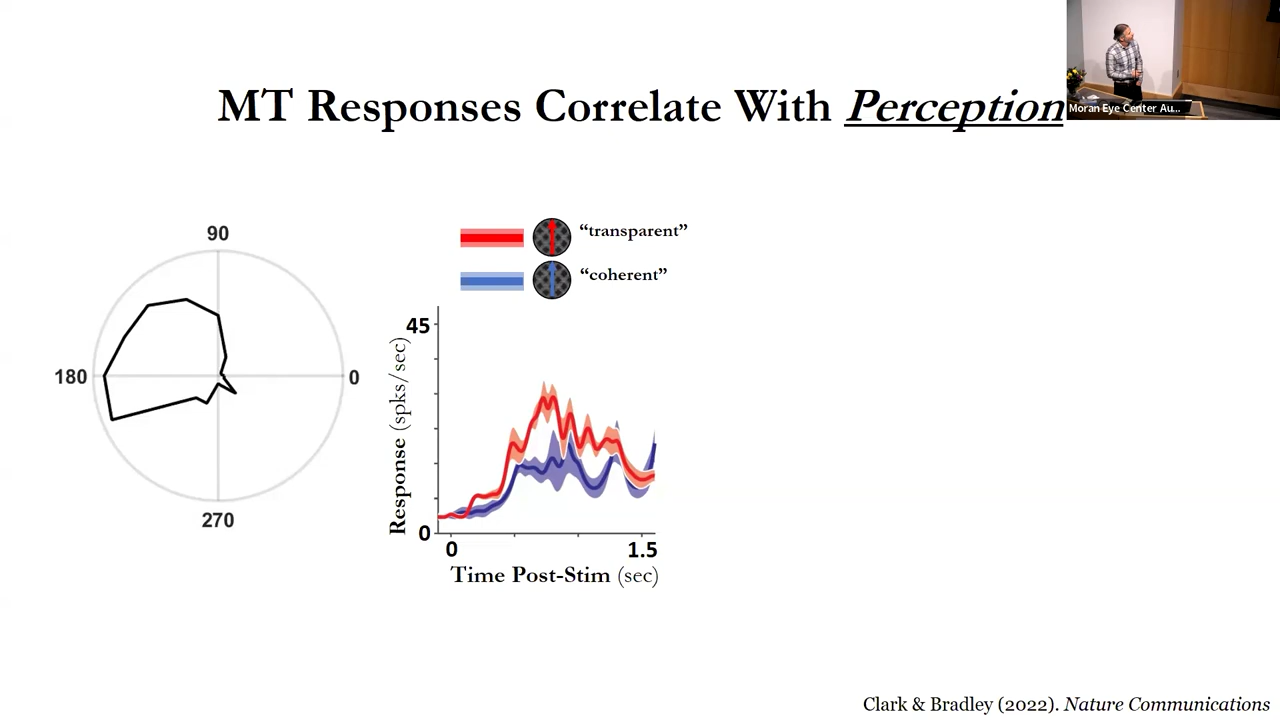 MT Responses Correlate With Perception
Moran Eye Center Au...
90
180
0
270
“transparent”
“coherent”
45
0
Response (spks/sec)
0
1.5
Time Post-Stim (sec)
Clark & Bradley (2022). Nature Communications